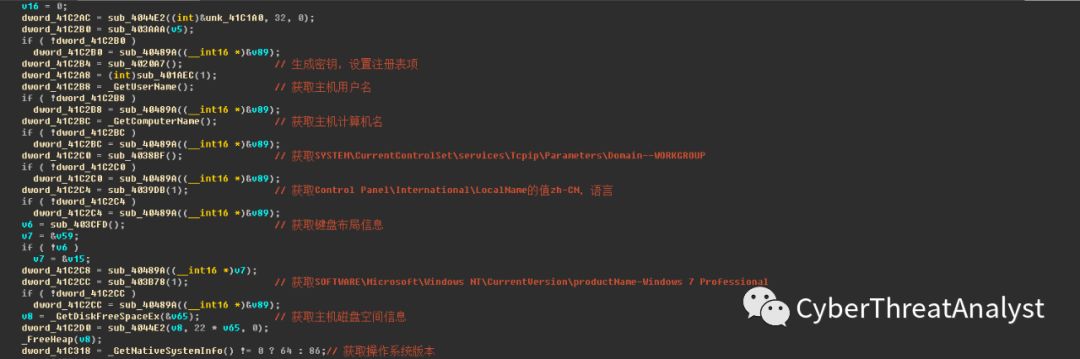 v16 = 0;
dword_41C2AC = sub_4044E2((int)&unk_41C1A0, 32, 0);
dword_41C2B0 = sub_403AAA(v5);
if ( !dword_41C2B0 )
dword_41C2B0 = sub_40489A((__int16 *)&v89);
dword_41C2B4 = sub_4020A7(); // 生成密钥，设置注册表项
dword_41C2A8 = (int)sub_401AEC(1);
dword_41C2B8 = _GetUserName(); // 获取主机用户名
if ( !dword_41C2B8 )
dword_41C2B8 = sub_40489A((__int16 *)&v89);
dword_41C2BC = _GetComputerName(); // 获取主机计算机名
if ( !dword_41C2BC )
dword_41C2BC = sub_40489A((__int16 *)&v89);
dword_41C2C0 = sub_4038BF(); // 获取SYSTEM\CurrentControlSet\services\Tcpip\Parameters\Domain--WORKGROUP
if ( !dword_41C2C0 )
dword_41C2C0 = sub_40489A((__int16 *)&v89);
dword_41C2C4 = sub_4039DB(1); // 获取Control Panel\International\LocalName的值zh-CN，语言
if ( !dword_41C2C4 )
dword_41C2C4 = sub_40489A((__int16 *)&v89);
v6 = sub_403CFD(); // 获取键盘布局信息
v7 = &v59;
if ( !v6 )
v7 = &v15;
dword_41C2C8 = sub_40489A((__int16 *)v7);
dword_41C2CC = sub_403B78(1); // 获取SOFTWARE\Microsoft\Windows NT\CurrentVersion\productName-Windows 7 Professional
if ( !dword_41C2CC )
dword_41C2CC = sub_40489A((__int16 *)&v89);
v8 = _GetDiskFreeSpaceEx(&v65); // 获取主机磁盘空间信息
dword_41C2D0 = sub_4044E2(v8, 22 * v65, 0);
_FreeHeap(v8);
dword_41C318 = _GetNativeSystemInfo() != 0 ? 64 : 86; // 获取操作系统版本
CyberThreatAnalyst